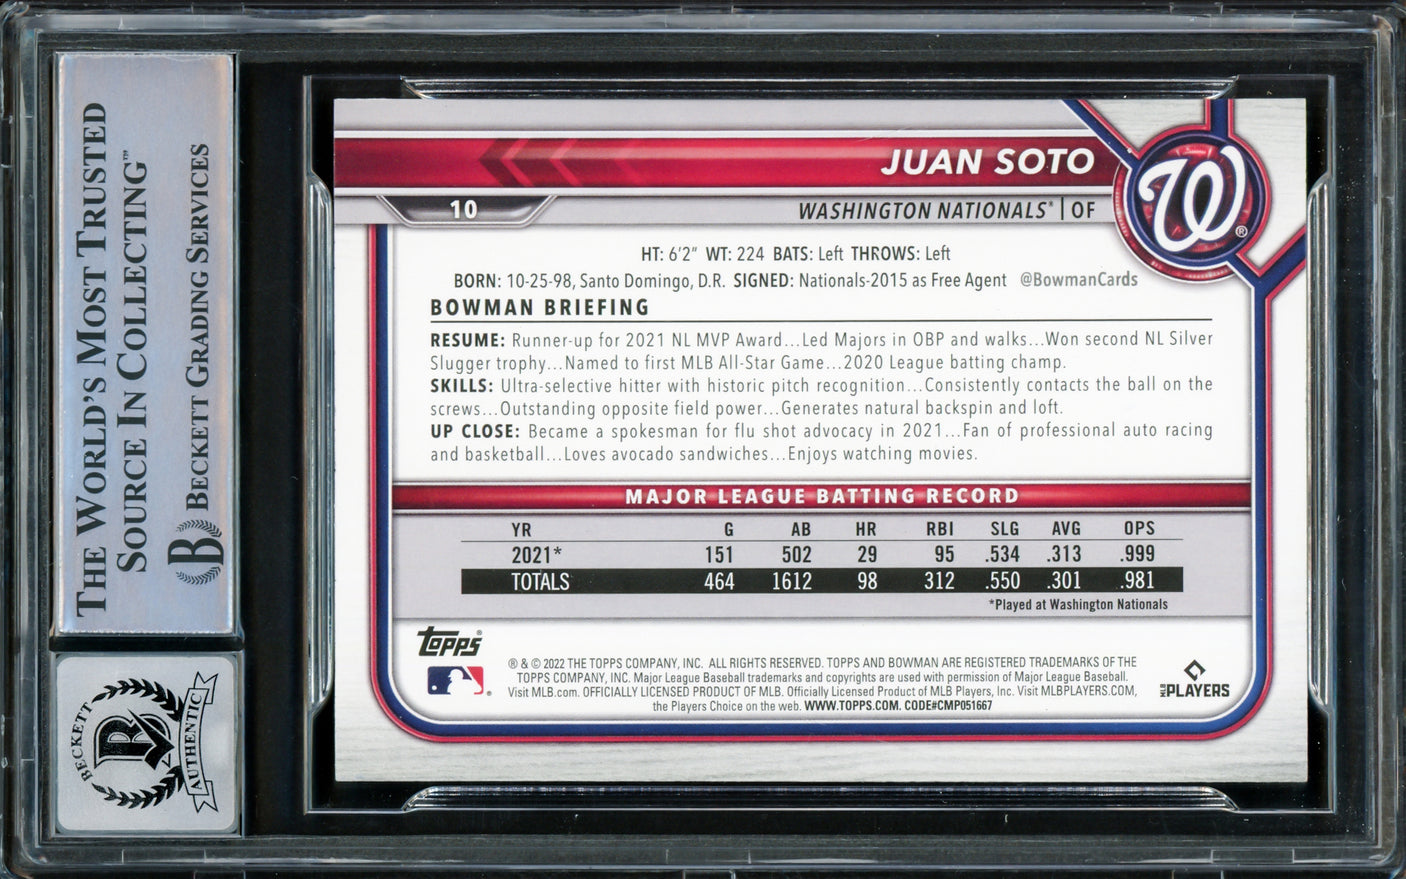 THE WORLD'S MOST TRUSTED
SOURCE IN COLLECTING™
BECKETT GRADING SERVICES
B
BECKETT
B
AUTHENTIC
JUAN SOTO
10
WASHINGTON NATIONALS® | OF
W®
HT: 6'2" WT: 224 BATS: Left THROWS: Left
BORN: 10-25-98, Santo Domingo, D.R. SIGNED: Nationals-2015 as Free Agent @BowmanCards
BOWMAN BRIEFING
RESUME: Runner-up for 2021 NL MVP Award...Led Majors in OBP and walks...Won second NL Silver
Slugger trophy...Named to first MLB All-Star Game...2020 League batting champ.
SKILLS: Ultra-selective hitter with historic pitch recognition...Consistently contacts the ball on the
screws...Outstanding opposite field power...Generates natural backspin and loft.
UP CLOSE: Became a spokesman for flu shot advocacy in 2021...Fan of professional auto racing
and basketball...Loves avocado sandwiches...Enjoys watching movies.
MAJOR LEAGUE BATTING RECORD
YR G AB HR RBI SLG AVG OPS
2021* 151 502 29 95 .534 .313 .999
TOTALS 464 1612 98 312 .550 .301 .981
*Played at Washington Nationals
Topps®
® & © 2022 THE TOPPS COMPANY, INC. ALL RIGHTS RESERVED. TOPPS AND BOWMAN ARE REGISTERED TRADEMARKS OF THE
TOPPS COMPANY, INC. Major League Baseball trademarks and copyrights are used with permission of Major League Baseball.
Visit MLB.com. OFFICIALLY LICENSED PRODUCT OF MLB. Officially Licensed Product of MLB Players, Inc. Visit MLBPLAYERS.COM,
the Players Choice on the web. WWW.TOPPS.COM. CODE#CMP051667
MLB PLAYERS